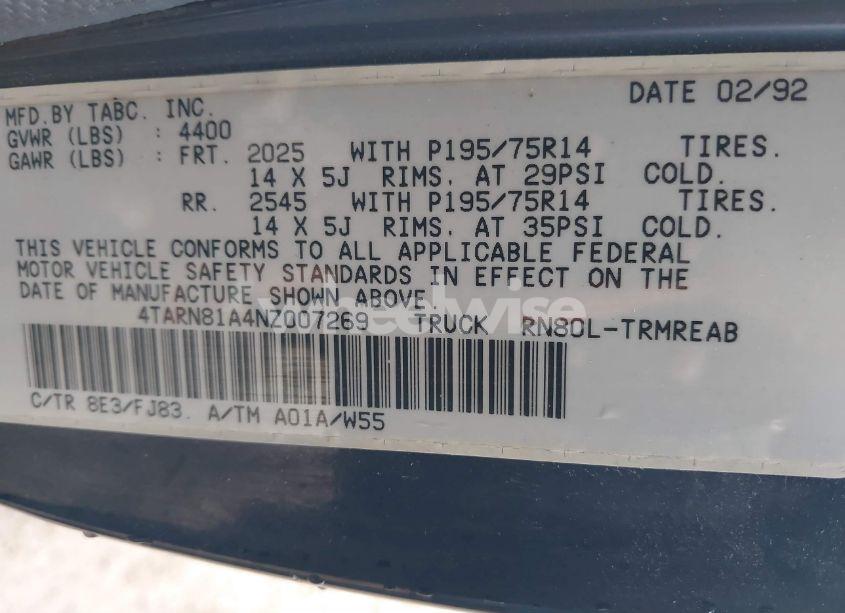 DATE 02/92
MFD.BY TABC. INC.
GVWR (LBS) : 4400
GAWR (LBS) : FRT. 2025 WITH P195/75R14 TIRES.
14 X 5J RIMS. AT 29PSI COLD.
RR. 2545 WITH P195/75R14 TIRES.
14 X 5J RIMS. AT 35PSI COLD.
THIS VEHICLE CONFORMS TO ALL APPLICABLE FEDERAL
MOTOR VEHICLE SAFETY STANDARDS IN EFFECT ON THE
DATE OF MANUFACTURE SHOWN ABOVE.
wheelwise
4TARN81A4NZ007269 TRUCK RN80L-TRMREAB
C/TR 8E3/FJ83. A/TM A01A/W55